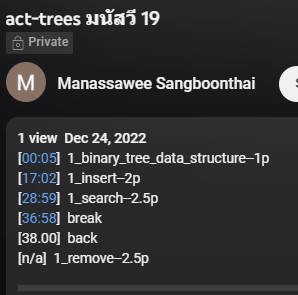 act-trees มนัสวี 19
Private
M Manassawee Sangboonthai
1 view Dec 24, 2022
[00:05] 1_binary_tree_data_structure--1p
[17:02] 1_insert--2p
[28:59] 1_search--2.5p
[36:58] break
[38.00] back
[n/a] 1_remove--2.5p